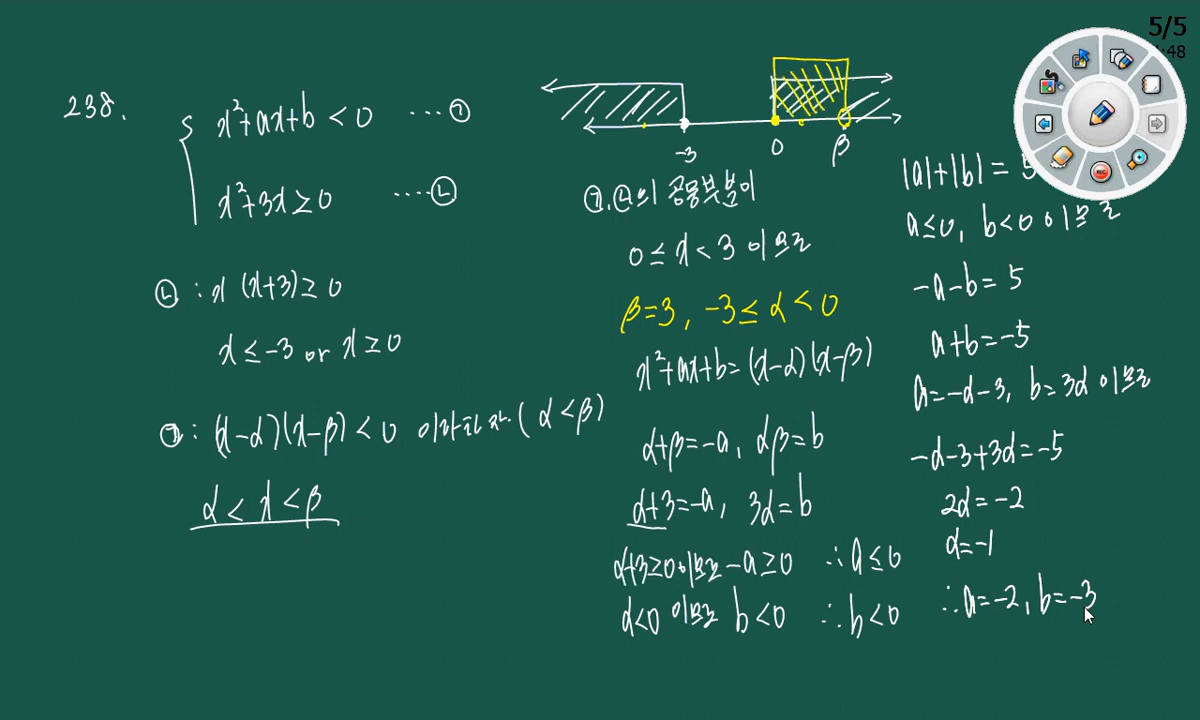 238.
x²+ax+b<0 ....㉠
x²+3x≥0 ....㉡
㉡ : x(x+3)≥0
x≤-3 or x≥0
㉠ : (x-α)(x-β)<0 이라하자 (α<β)
α<x<β
-3 0 β
㉠,㉡의 공통부분이
0≤x<3 이므로
β=3, -3≤α<0
x²+ax+b=(x-α)(x-β)
α+β=-a, αβ=b
α+3=-a, 3α=b
α+3≥0이므로 -a≥0 ∴a≤0
α<0 이므로 b<0 ∴b<0
|a|+|b|=5
a≤0, b<0 이므로
-a-b=5
a+b=-5
a=-α-3, b=3α 이므로
-α-3+3α=-5
2α=-2
α=-1
∴a=-2, b=-3
5/5
:48